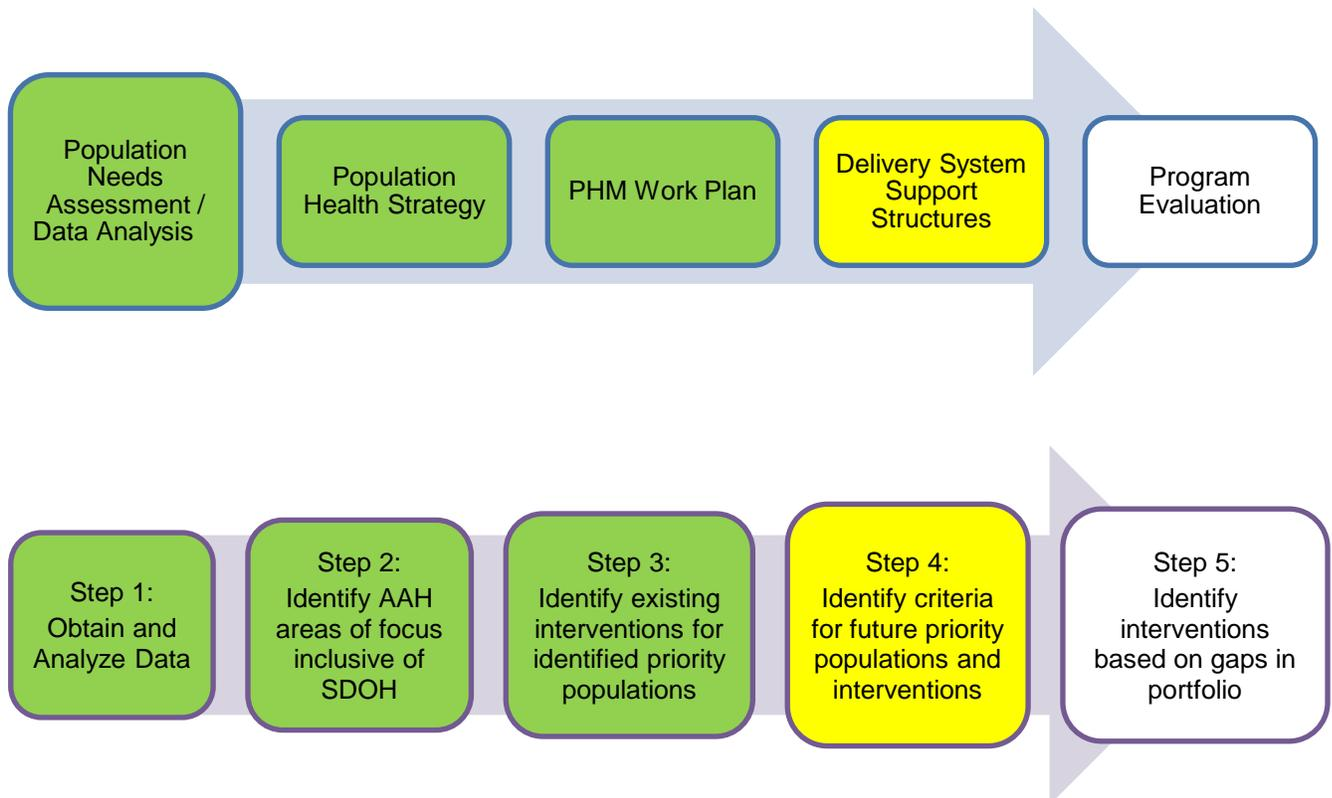 Population
Needs
Assessment /
Data Analysis
Population
Health Strategy
PHM Work Plan
Delivery System
Support
Structures
Program
Evaluation
Step 1:
Obtain and
Analyze Data
Step 2:
Identify AAH
areas of focus
inclusive of
SDOH
Step 3:
Identify existing
interventions for
identified priority
populations
Step 4:
Identify criteria
for future priority
populations and
interventions
Step 5:
Identify
interventions
based on gaps in
portfolio